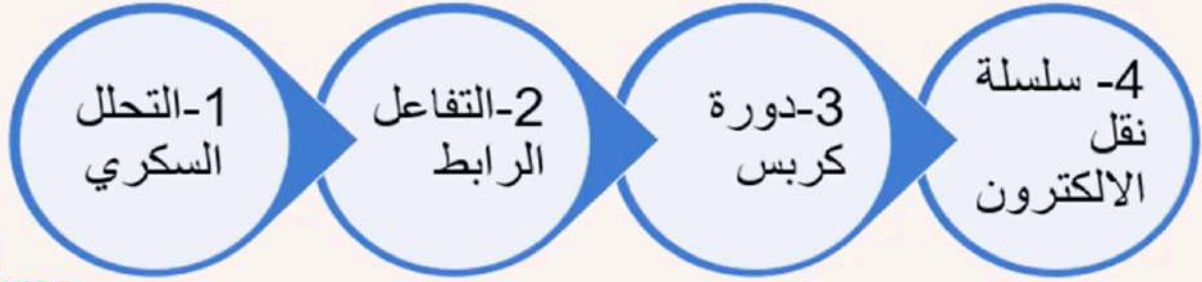 1-التحلل
السكري
2-التفاعل
الرابط
3-دورة
كربس
4- سلسلة
نقل
الالكترون